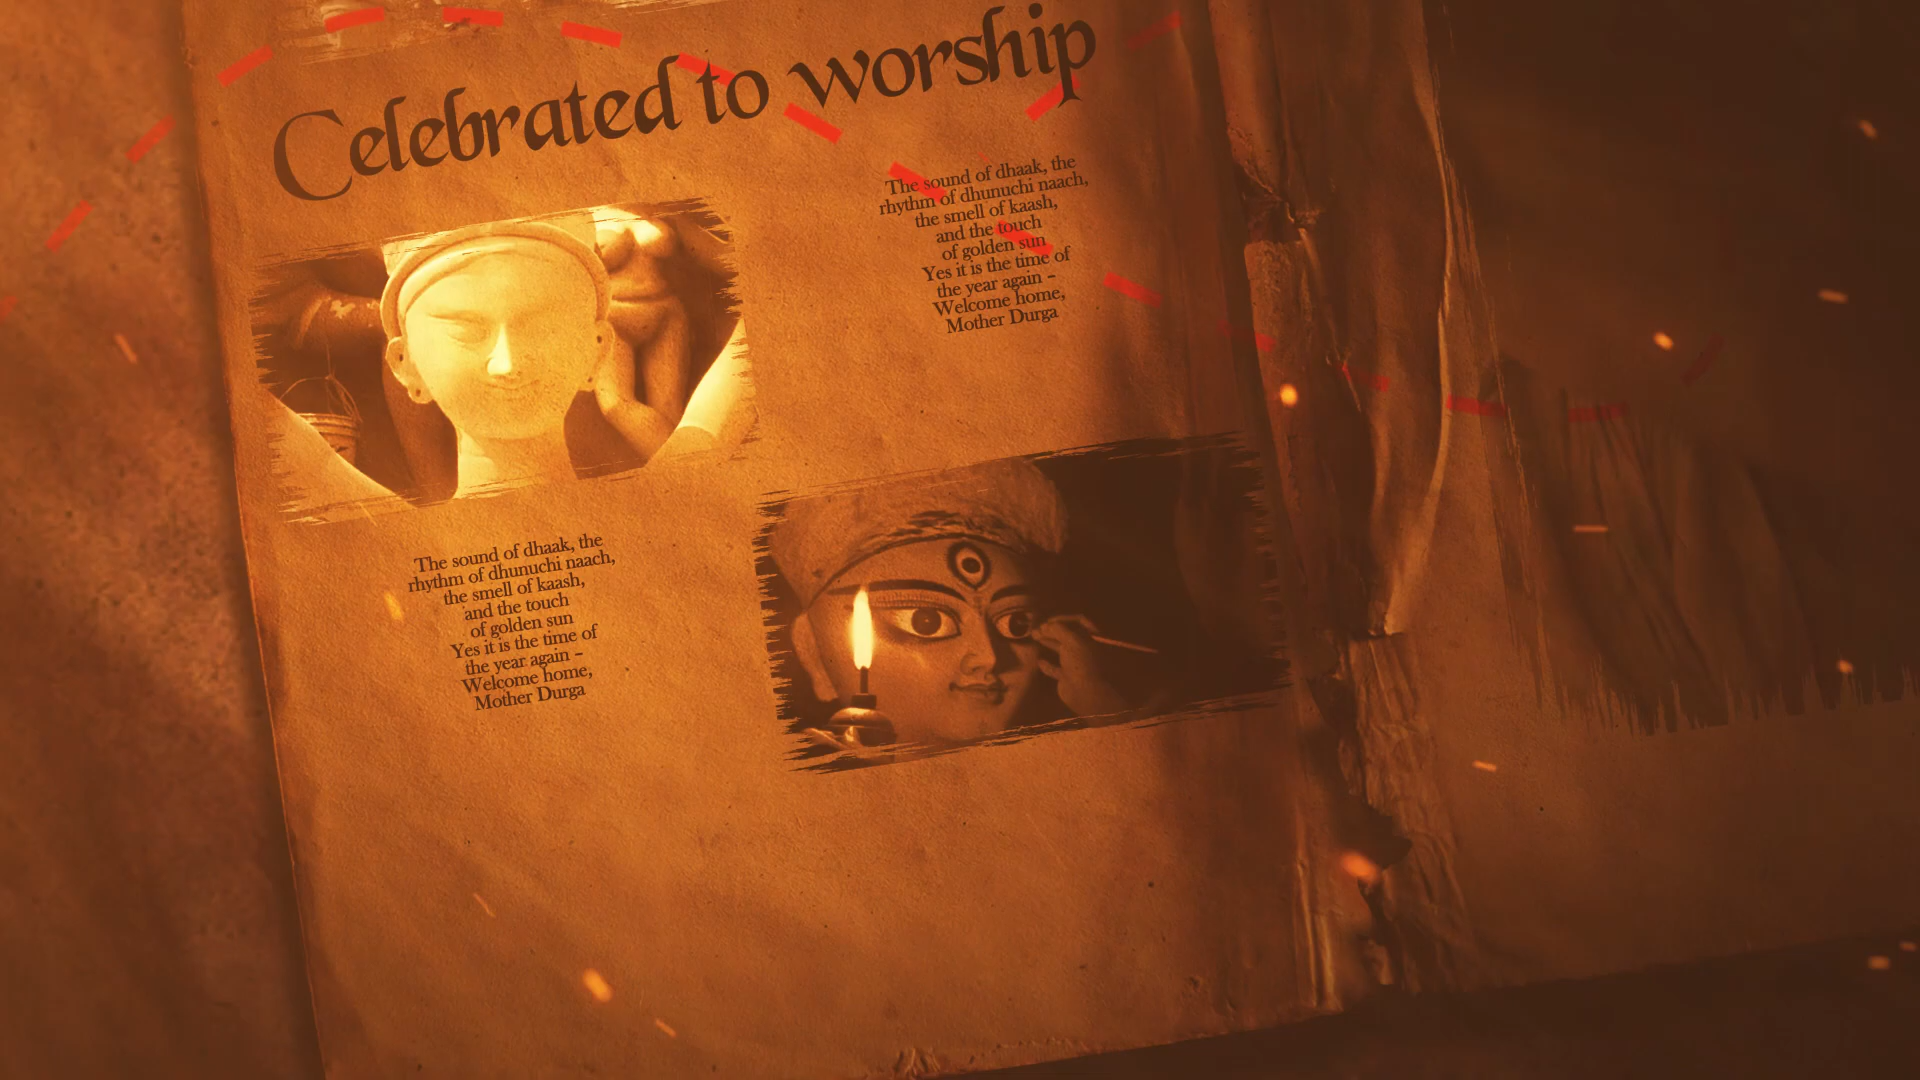 Celebrated to worship
The sound of dhaak, the
rhythm of dhunuchi naach,
the smell of kaash,
and the touch
of golden sun
Yes it is the time of
the year again –
Welcome home,
Mother Durga
The sound of dhaak, the
rhythm of dhunuchi naach,
the smell of kaash,
and the touch
of golden sun
Yes it is the time of
the year again –
Welcome home,
Mother Durga